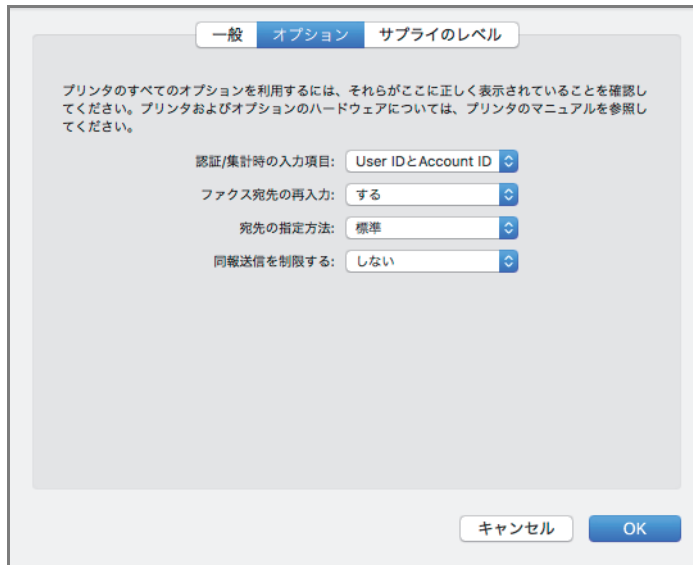 一般 オプション サプライのレベル
プリンタのすべてのオプションを利用するには、それらがここに正しく表示されていることを確認し
てください。プリンタおよびオプションのハードウェアについては、プリンタのマニュアルを参照し
てください。
認証/集計時の入力項目: User IDとAccount ID
ファクス宛先の再入力: する
宛先の指定方法: 標準
同報送信を制限する: しない
キャンセル OK